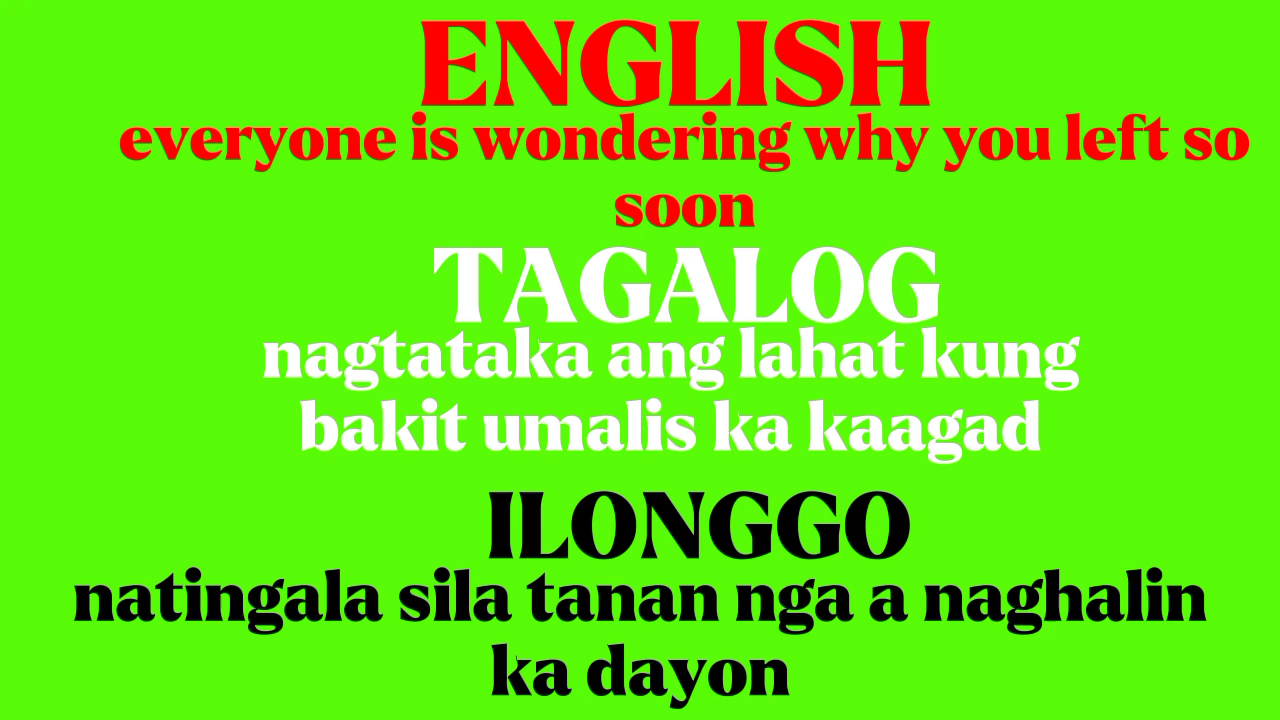 ENGLISH
everyone is wondering why you left so
soon
TAGALOG
nagtataka ang lahat kung
bakit umalis ka kaagad
ILONGGO
natingala sila tanan nga a naghalin
ka dayon